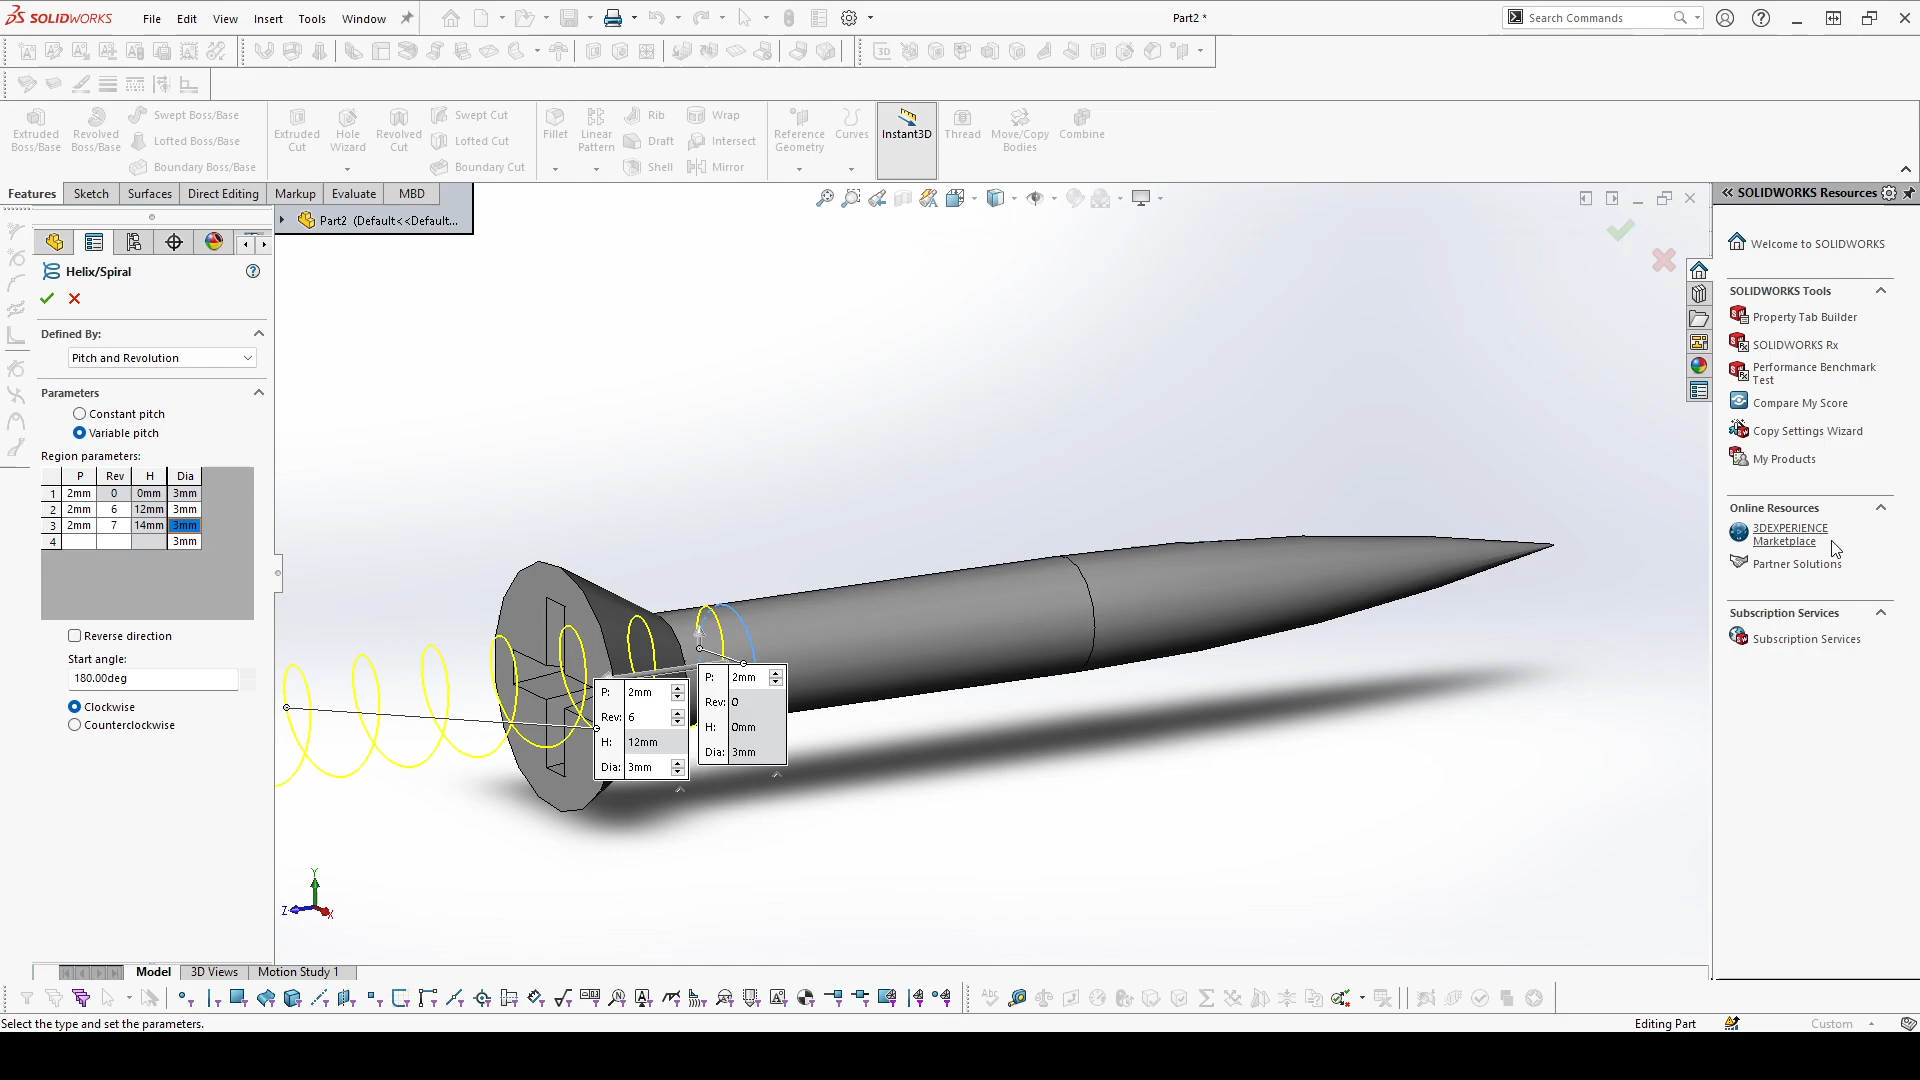 SOLIDWORKS
File Edit View Insert Tools Window
Part2 *
Search Commands
Extruded Boss/Base
Revolved Boss/Base
Swept Boss/Base
Lofted Boss/Base
Boundary Boss/Base
Extruded Cut
Hole Wizard
Revolved Cut
Swept Cut
Lofted Cut
Boundary Cut
Fillet
Linear Pattern
Rib
Draft
Shell
Wrap
Intersect
Mirror
Reference Geometry
Curves
Instant3D
Thread
Move/Copy Bodies
Combine
Features Sketch Surfaces Direct Editing Markup Evaluate MBD
Part2 (Default<<Default...
SOLIDWORKS Resources
Helix/Spiral
Defined By:
Pitch and Revolution
Parameters
Constant pitch
Variable pitch
Region parameters:
P Rev H Dia
1 2mm 0 0mm 3mm
2 2mm 6 12mm 3mm
3 2mm 7 14mm 3mm
4 3mm
Reverse direction
Start angle:
180.00deg
Clockwise
Counterclockwise
P: 2mm
Rev: 6
H: 12mm
Dia: 3mm
P: 2mm
Rev: 0
H: 0mm
Dia: 3mm
Y
Z
X
Welcome to SOLIDWORKS
SOLIDWORKS Tools
Property Tab Builder
SOLIDWORKS Rx
Performance Benchmark
Test
Compare My Score
Copy Settings Wizard
My Products
Online Resources
3DEXPERIENCE
Marketplace
Partner Solutions
Subscription Services
Subscription Services
Model 3D Views Motion Study 1
Select the type and set the parameters.
Editing Part
Custom